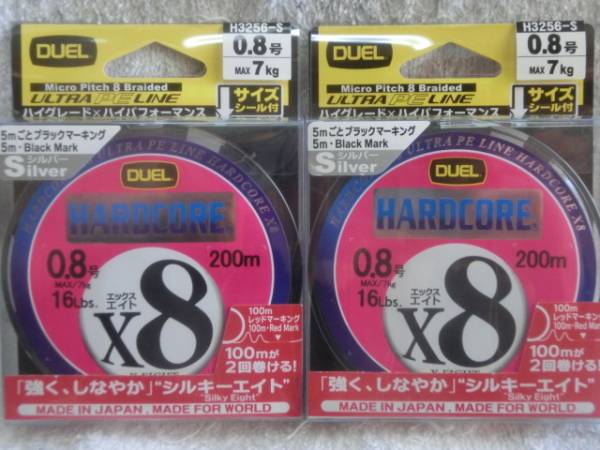 DUEL
H3256-S
0.8号
MAX 7kg
Micro Pitch 8 Braided
ULTRA PE LINE
ハイグレード×ハイパフォーマンス
サイズ
シール付
5mごとブラックマーキング
5m・Black Mark
シルバー
Silver
ULTRA PE LINE HARDCORE X8
DUEL
HARDCORE
0.8号
MAX/7kg
16Lbs.
200m
エックス
エイト
X8
X-EIGHT
100m
レッドマーキング
100m・Red Mark
100mが
2回巻ける!
「強く、しなやか」"シルキーエイト"
"Silky Eight"
MADE IN JAPAN, MADE FOR WORLD
DUEL
H3256-S
0.8号
MAX 7kg
Micro Pitch 8 Braided
ULTRA PE LINE
ハイグレード×ハイパフォーマンス
サイズ
シール付
5mごとブラックマーキング
5m・Black Mark
シルバー
Silver
ULTRA PE LINE HARDCORE X8
DUEL
HARDCORE
0.8号
MAX/7kg
16Lbs.
200m
エックス
エイト
X8
X-EIGHT
100m
レッドマーキング
100m・Red Mark
100mが
2回巻ける!
「強く、しなやか」"シルキーエイト"
"Silky Eight"
MADE IN JAPAN, MADE FOR WORLD